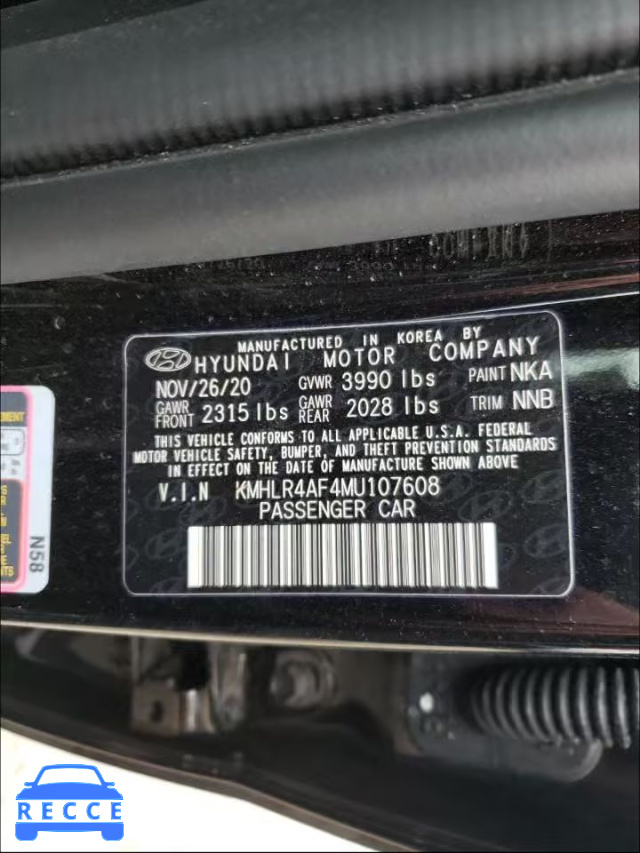 MANUFACTURED IN KOREA BY
HYUNDAI MOTOR COMPANY
NOV/26/20 GVWR 3990 lbs PAINT NKA
GAWR FRONT 2315 lbs GAWR REAR 2028 lbs TRIM NNB
THIS VEHICLE CONFORMS TO ALL APPLICABLE U.S.A. FEDERAL
MOTOR VEHICLE SAFETY, BUMPER, AND THEFT PREVENTION STANDARDS
IN EFFECT ON THE DATE OF MANUFACTURE SHOWN ABOVE
V.I.N KMHLR4AF4MU107608
PASSENGER CAR
N58
RECCE